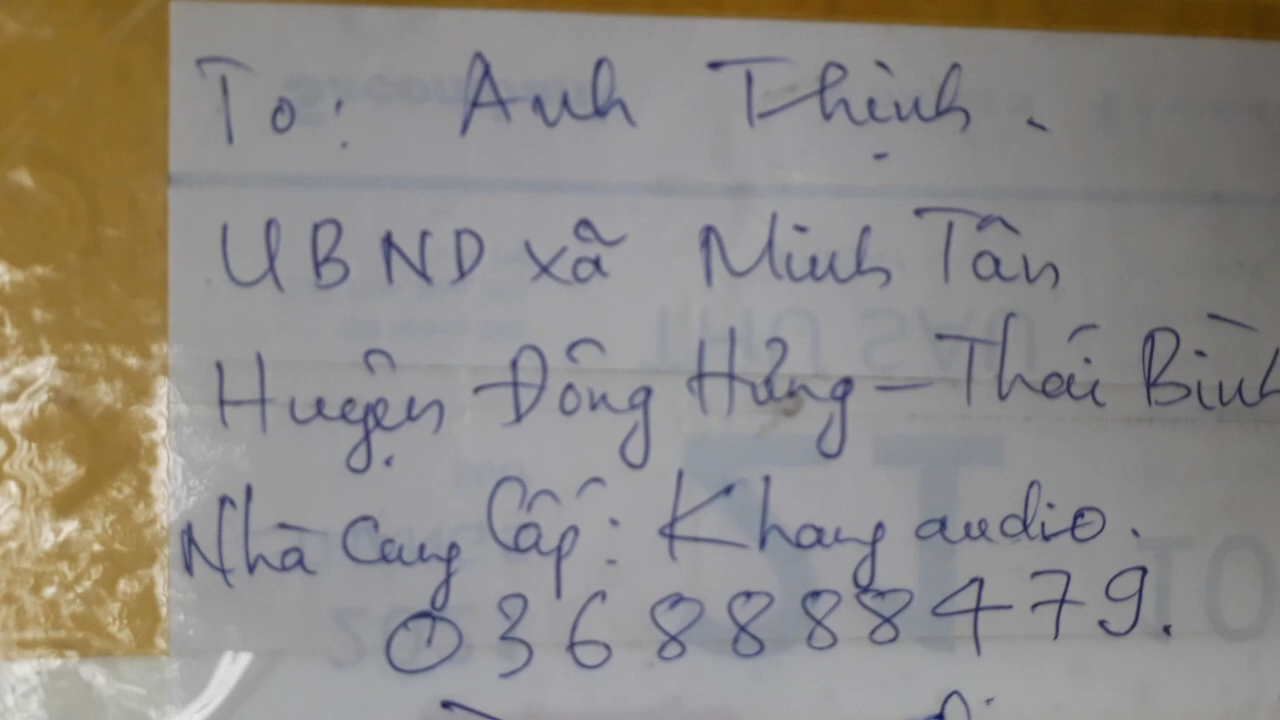 To: Anh Thịnh.
UBND xã Minh Tân
Huyện Đông Hưng - Thái Bình
Nhà Cung Cấp: Khang audio.
0368888479.